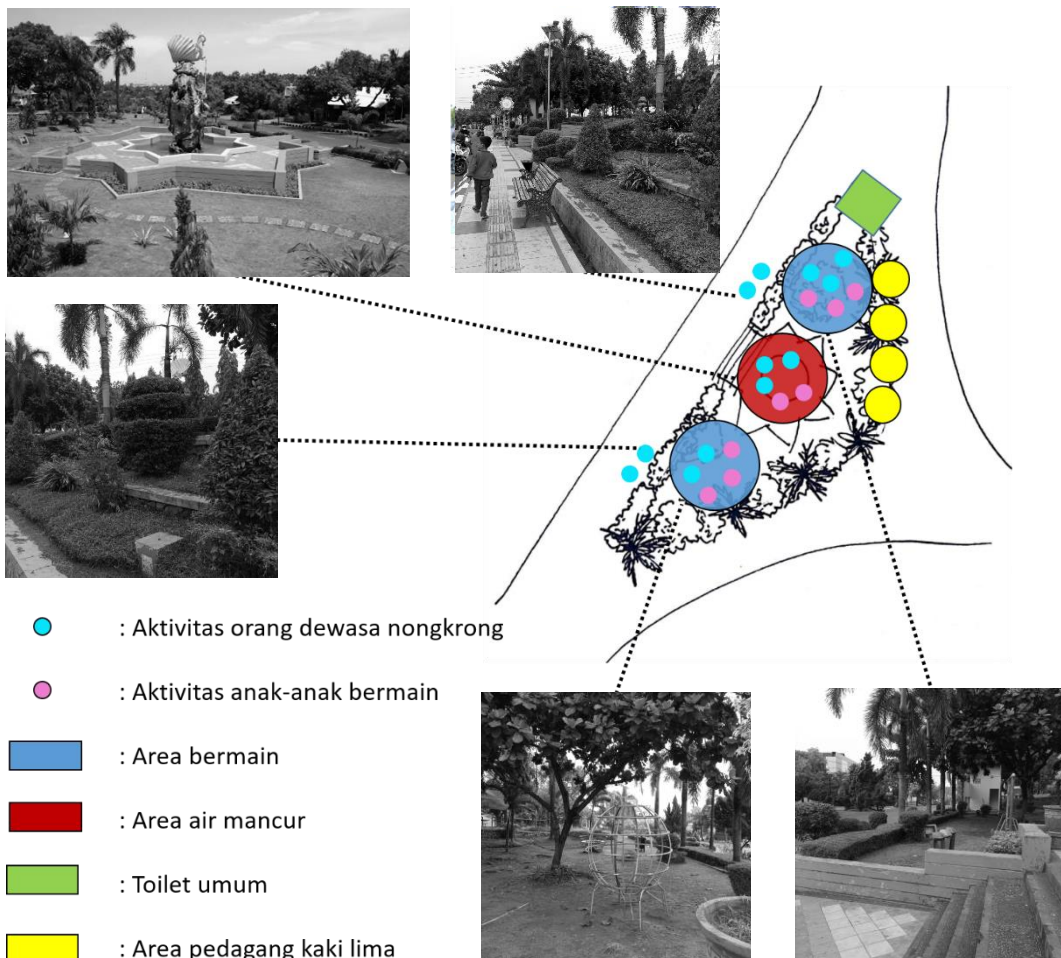 : Aktivitas orang dewasa nongkrong
: Aktivitas anak-anak bermain
: Area bermain
: Area air mancur
: Toilet umum
: Area pedagang kaki lima